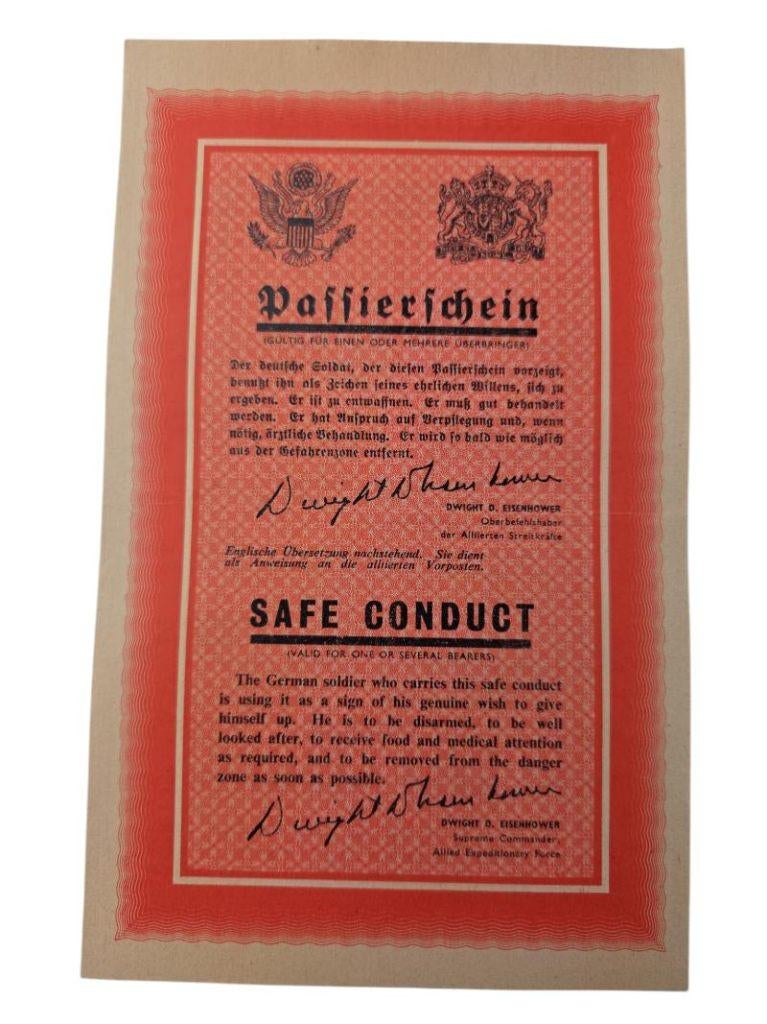 Passierschein
(GÜLTIG FÜR EINEN ODER MEHRERE ÜBERBRINGER)
Der deutsche Soldat, der diesen Passierschein vorzeigt,
benutzt ihn als Zeichen seines ehrlichen Willens, sich zu
ergeben. Er ist zu entwaffnen. Er muß gut behandelt
werden. Er hat Anspruch auf Verpflegung und, wenn
nötig, ärztliche Behandlung. Er wird so bald wie möglich
aus der Gefahrenzone entfernt.
Dwight D Eisenhower
DWIGHT D. EISENHOWER
Oberbefehlshaber
der Alliierten Streitkräfte
Englische Übersetzung nachstehend. Sie dient
als Anweisung an die alliierten Vorposten.
SAFE CONDUCT
(VALID FOR ONE OR SEVERAL BEARERS)
The German soldier who carries this safe conduct
is using it as a sign of his genuine wish to give
himself up. He is to be disarmed, to be well
looked after, to receive food and medical attention
as required, and to be removed from the danger
zone as soon as possible.
Dwight D Eisenhower
DWIGHT D. EISENHOWER
Supreme Commander,
Allied Expeditionary Force